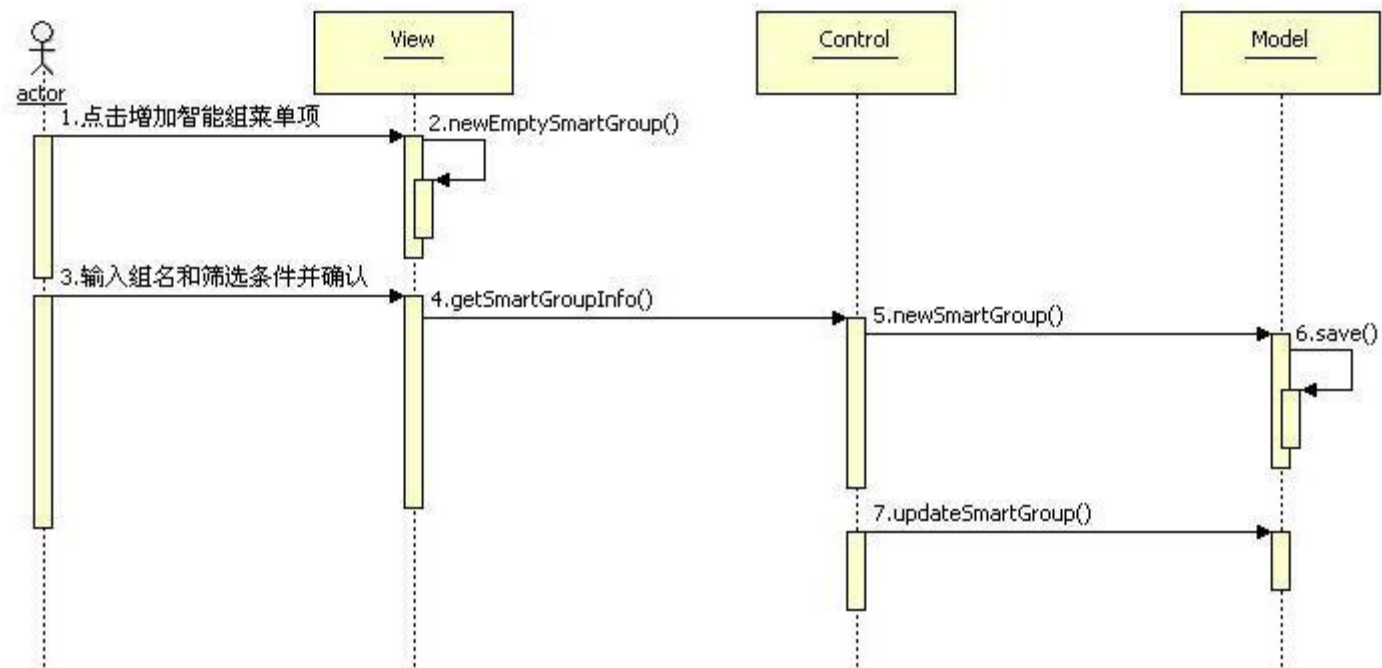 View
Control
Model
actor
1.点击增加智能组菜单项
2.newEmptySmartGroup()
3.输入组名和筛选条件并确认
4.getSmartGroupInfo()
5.newSmartGroup()
6.save()
7.updateSmartGroup()